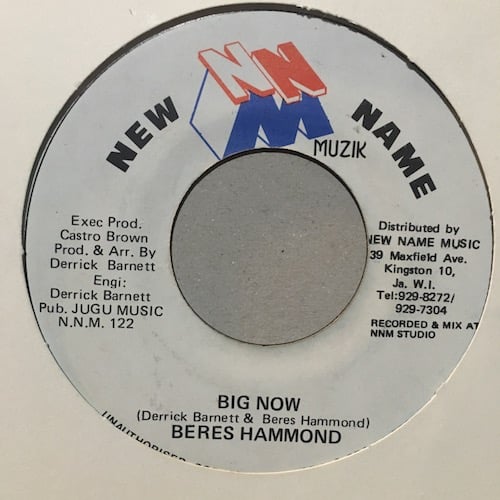 NNM
NEW NAME
MUZIK
Exec Prod.
Castro Brown
Prod. & Arr. By
Derrick Barnett
Engi:
Derrick Barnett
Pub. JUGU MUSIC
N.N.M. 122
Distributed by
NEW NAME MUSIC
39 Maxfield Ave.
Kingston 10,
Ja. W.I.
Tel:929-8272/
929-7304
RECORDED & MIX AT
NNM STUDIO
BIG NOW
(Derrick Barnett & Beres Hammond)
BERES HAMMOND
UNAUTHORISED